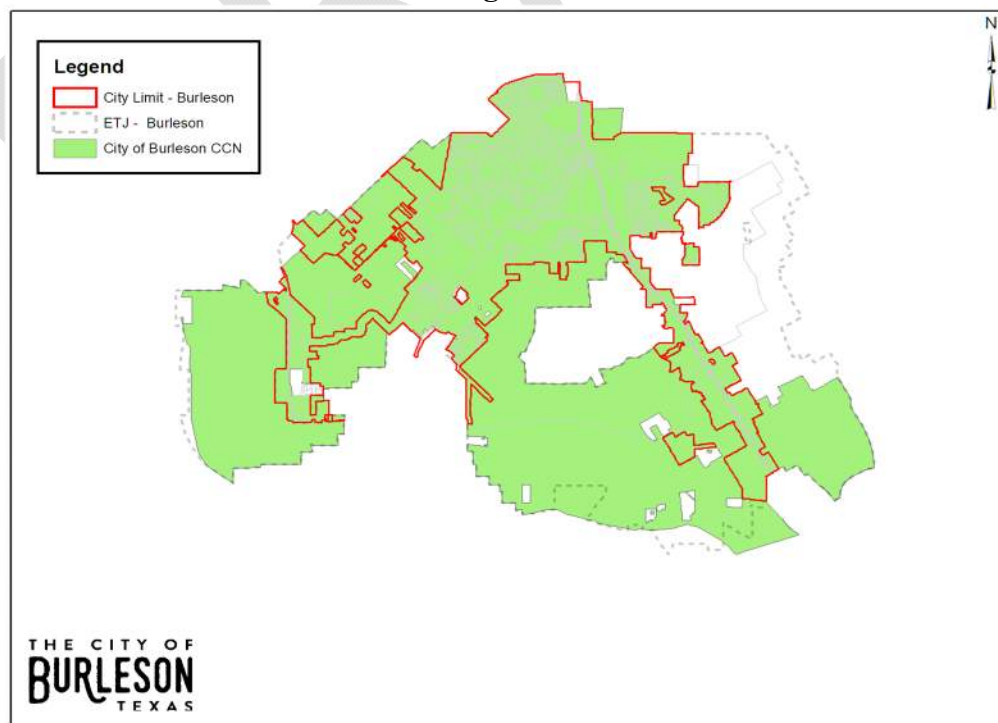 Legend
City Limit - Burleson
ETJ - Burleson
City of Burleson CCN
N
THE CITY OF
BURLESON
TEXAS